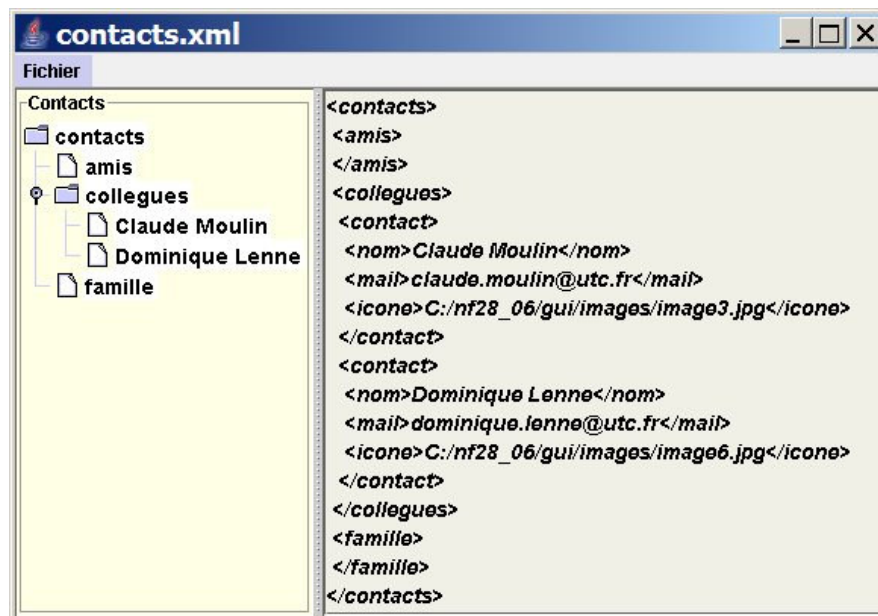 contacts.xml
Fichier
Contacts
contacts
amis
collegues
Claude Moulin
Dominique Lenne
famille
<contacts>
<amis>
</amis>
<collegues>
<contact>
<nom>Claude Moulin</nom>
<mail>claude.moulin@utc.fr</mail>
<icone>C:/nf28_06/gui/images/image3.jpg</icone>
</contact>
<contact>
<nom>Dominique Lenne</nom>
<mail>dominique.lenne@utc.fr</mail>
<icone>C:/nf28_06/gui/images/image6.jpg</icone>
</contact>
</collegues>
<famille>
</famille>
</contacts>